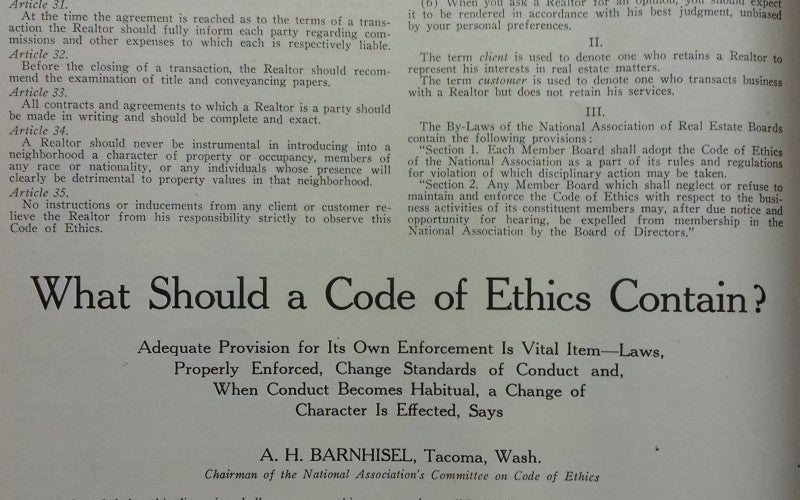 Article 31.
At the time the agreement is reached as to the terms of a trans-
action the Realtor should fully inform each party regarding com-
missions and other expenses to which each is respectively liable.
Article 32.
Before the closing of a transaction, the Realtor should recom-
mend the examination of title and conveyancing papers.
Article 33.
All contracts and agreements to which a Realtor is a party should
be made in writing and should be complete and exact.
Article 34.
A Realtor should never be instrumental in introducing into a
neighborhood a character of property or occupancy, members of
any race or nationality, or any individuals whose presence will
clearly be detrimental to property values in that neighborhood.
Article 35.
No instructions or inducements from any client or customer re-
lieve the Realtor from his responsibility strictly to observe this
Code of Ethics.
(6) When you ask a Realtor for an opinion, you should expect
it to be rendered in accordance with his best judgment, unbiased
by your personal preferences.
II.
The term client is used to denote one who retains a Realtor to
represent his interests in real estate matters.
The term customer is used to denote one who transacts business
with a Realtor but does not retain his services.
III.
The By-Laws of the National Association of Real Estate Boards
contain the following provisions:
"Section 1. Each Member Board shall adopt the Code of Ethics
of the National Association as a part of its rules and regulations
for violation of which disciplinary action may be taken.
"Section 2. Any Member Board which shall neglect or refuse to
maintain and enforce the Code of Ethics with respect to the busi-
ness activities of its constituent members may, after due notice and
opportunity for hearing, be expelled from membership in the
National Association by the Board of Directors."
What Should a Code of Ethics Contain?
Adequate Provision for Its Own Enforcement Is Vital Item—Laws,
Properly Enforced, Change Standards of Conduct and,
When Conduct Becomes Habitual, a Change of
Character Is Effected, Says
A. H. BARNHISEL, Tacoma, Wash.
Chairman of the National Association's Committee on Code of Ethics